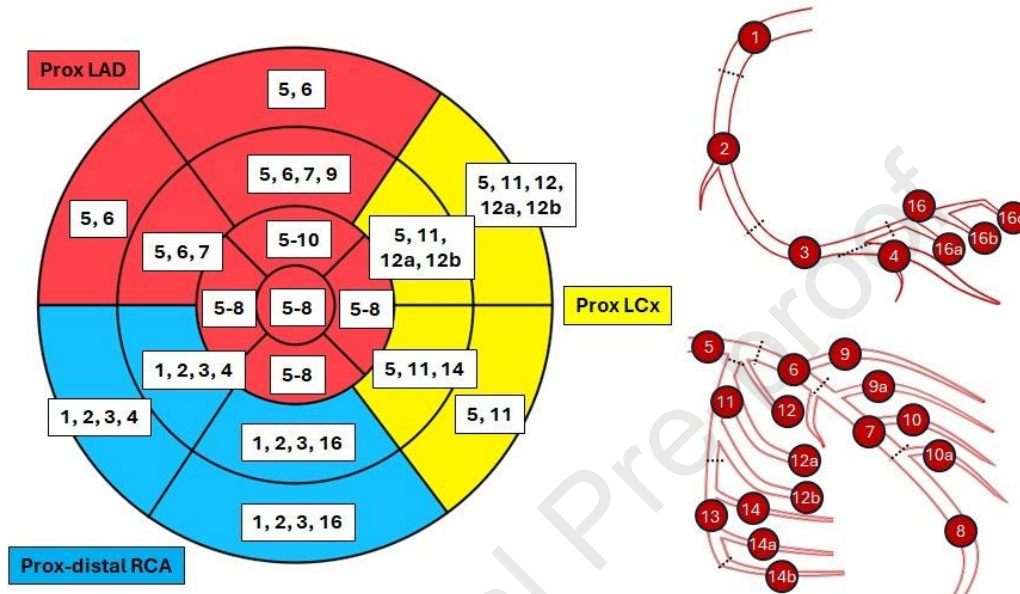 Prox LAD
5, 6
5, 6, 7, 9
5, 11, 12,
12a, 12b
5, 6
5, 6, 7
5-10
5, 11,
12a, 12b
5-8
5-8
5-8
Prox LCx
5-8
1, 2, 3, 4
5, 11, 14
1, 2, 3, 4
5, 11
1, 2, 3, 16
1, 2, 3, 16
Prox-distal RCA
1
2
3
16
16c
16b
16a
4
5
6
9
9a
11
12
7
10
10a
12a
12b
13
14
14a
14b
8
Journal Pre-proof